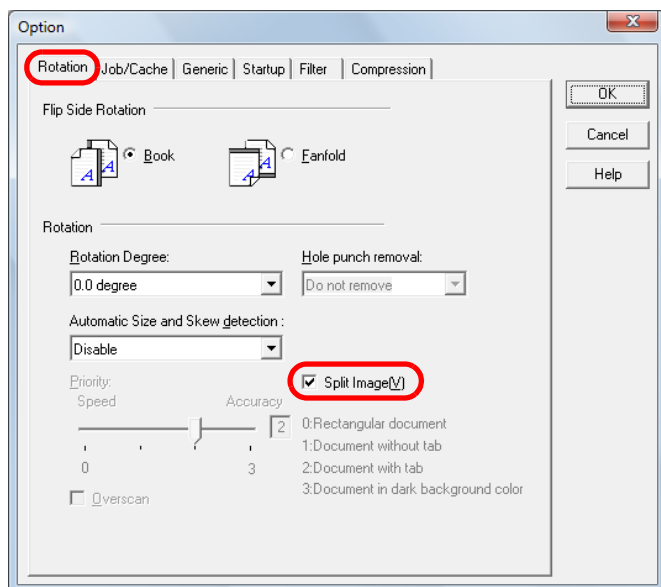 Option
Rotation Job/Cache Generic Startup Filter Compression
OK
Cancel
Help
Flip Side Rotation
A A Book A A Fanfold
Rotation
Rotation Degree: Hole punch removal:
0.0 degree Do not remove
Automatic Size and Skew detection :
Disable
Priority: Split Image(V)
Speed Accuracy
2 0:Rectangular document
1:Document without tab
0 3 2:Document with tab
Overscan 3:Document in dark background color